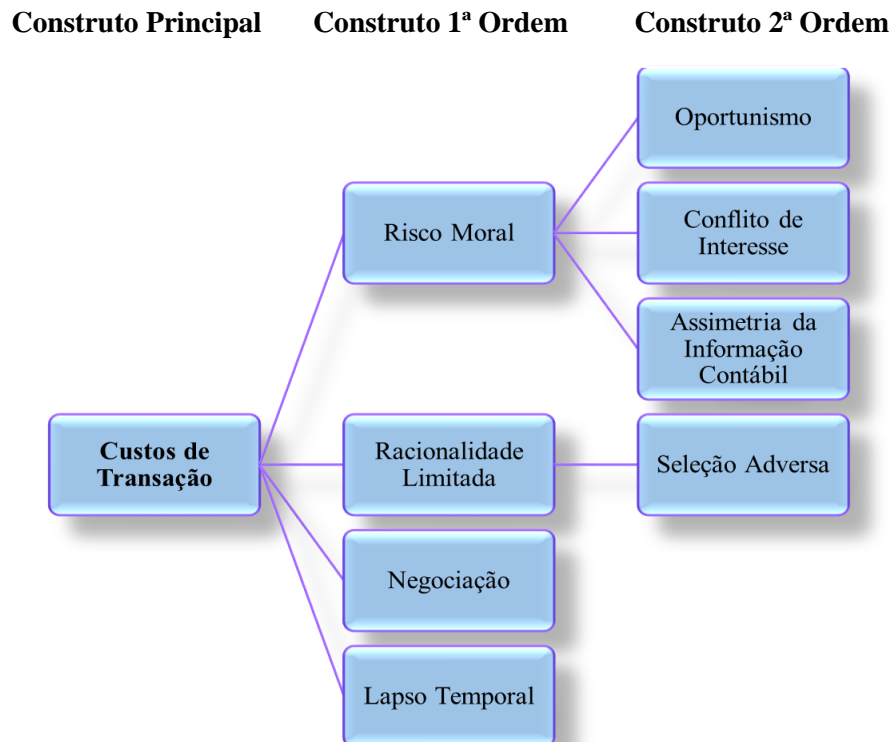 Construto Principal
Construto 1ª Ordem
Construto 2ª Ordem
Oportunismo
Risco Moral
Conflito de
Interesse
Assimetria da
Informação
Contábil
Custos de
Transação
Racionalidade
Limitada
Seleção Adversa
Negociação
Lapso Temporal